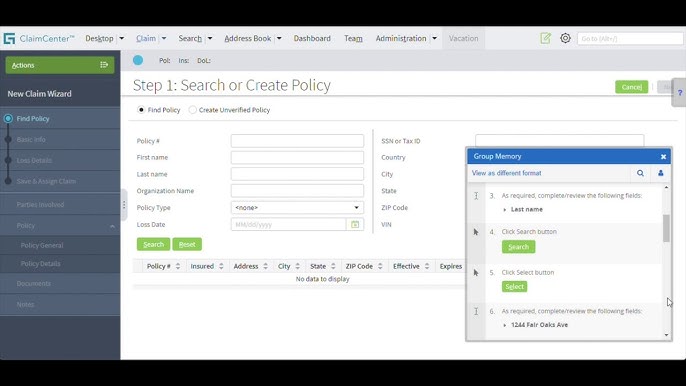 ClaimCenter™ Desktop Claim Search Address Book Dashboard Team Administration Vacation Go to (Alt+/)
Pol: Ins: DoL:
Actions
New Claim Wizard
Find Policy
Basic Info
Loss Details
Save & Assign Claim
Parties Involved
Policy
Policy General
Policy Details
Documents
Notes
Step 1: Search or Create Policy
Cancel
?
Find Policy Create Unverified Policy
Policy #
First name
Last name
Organization Name
Policy Type <none>
Loss Date MM/dd/yyyy
SSN or Tax ID
Country
City
State
ZIP Code
VIN
Search Reset
Policy # Insured Address City State ZIP Code Effective Expires
No data to display
Group Memory
View as different format
3. As required, complete/review the following fields:
Last name
4. Click Search button
Search
5. Click Select button
Select
6. As required, complete/review the following fields:
1244 Fair Oaks Ave